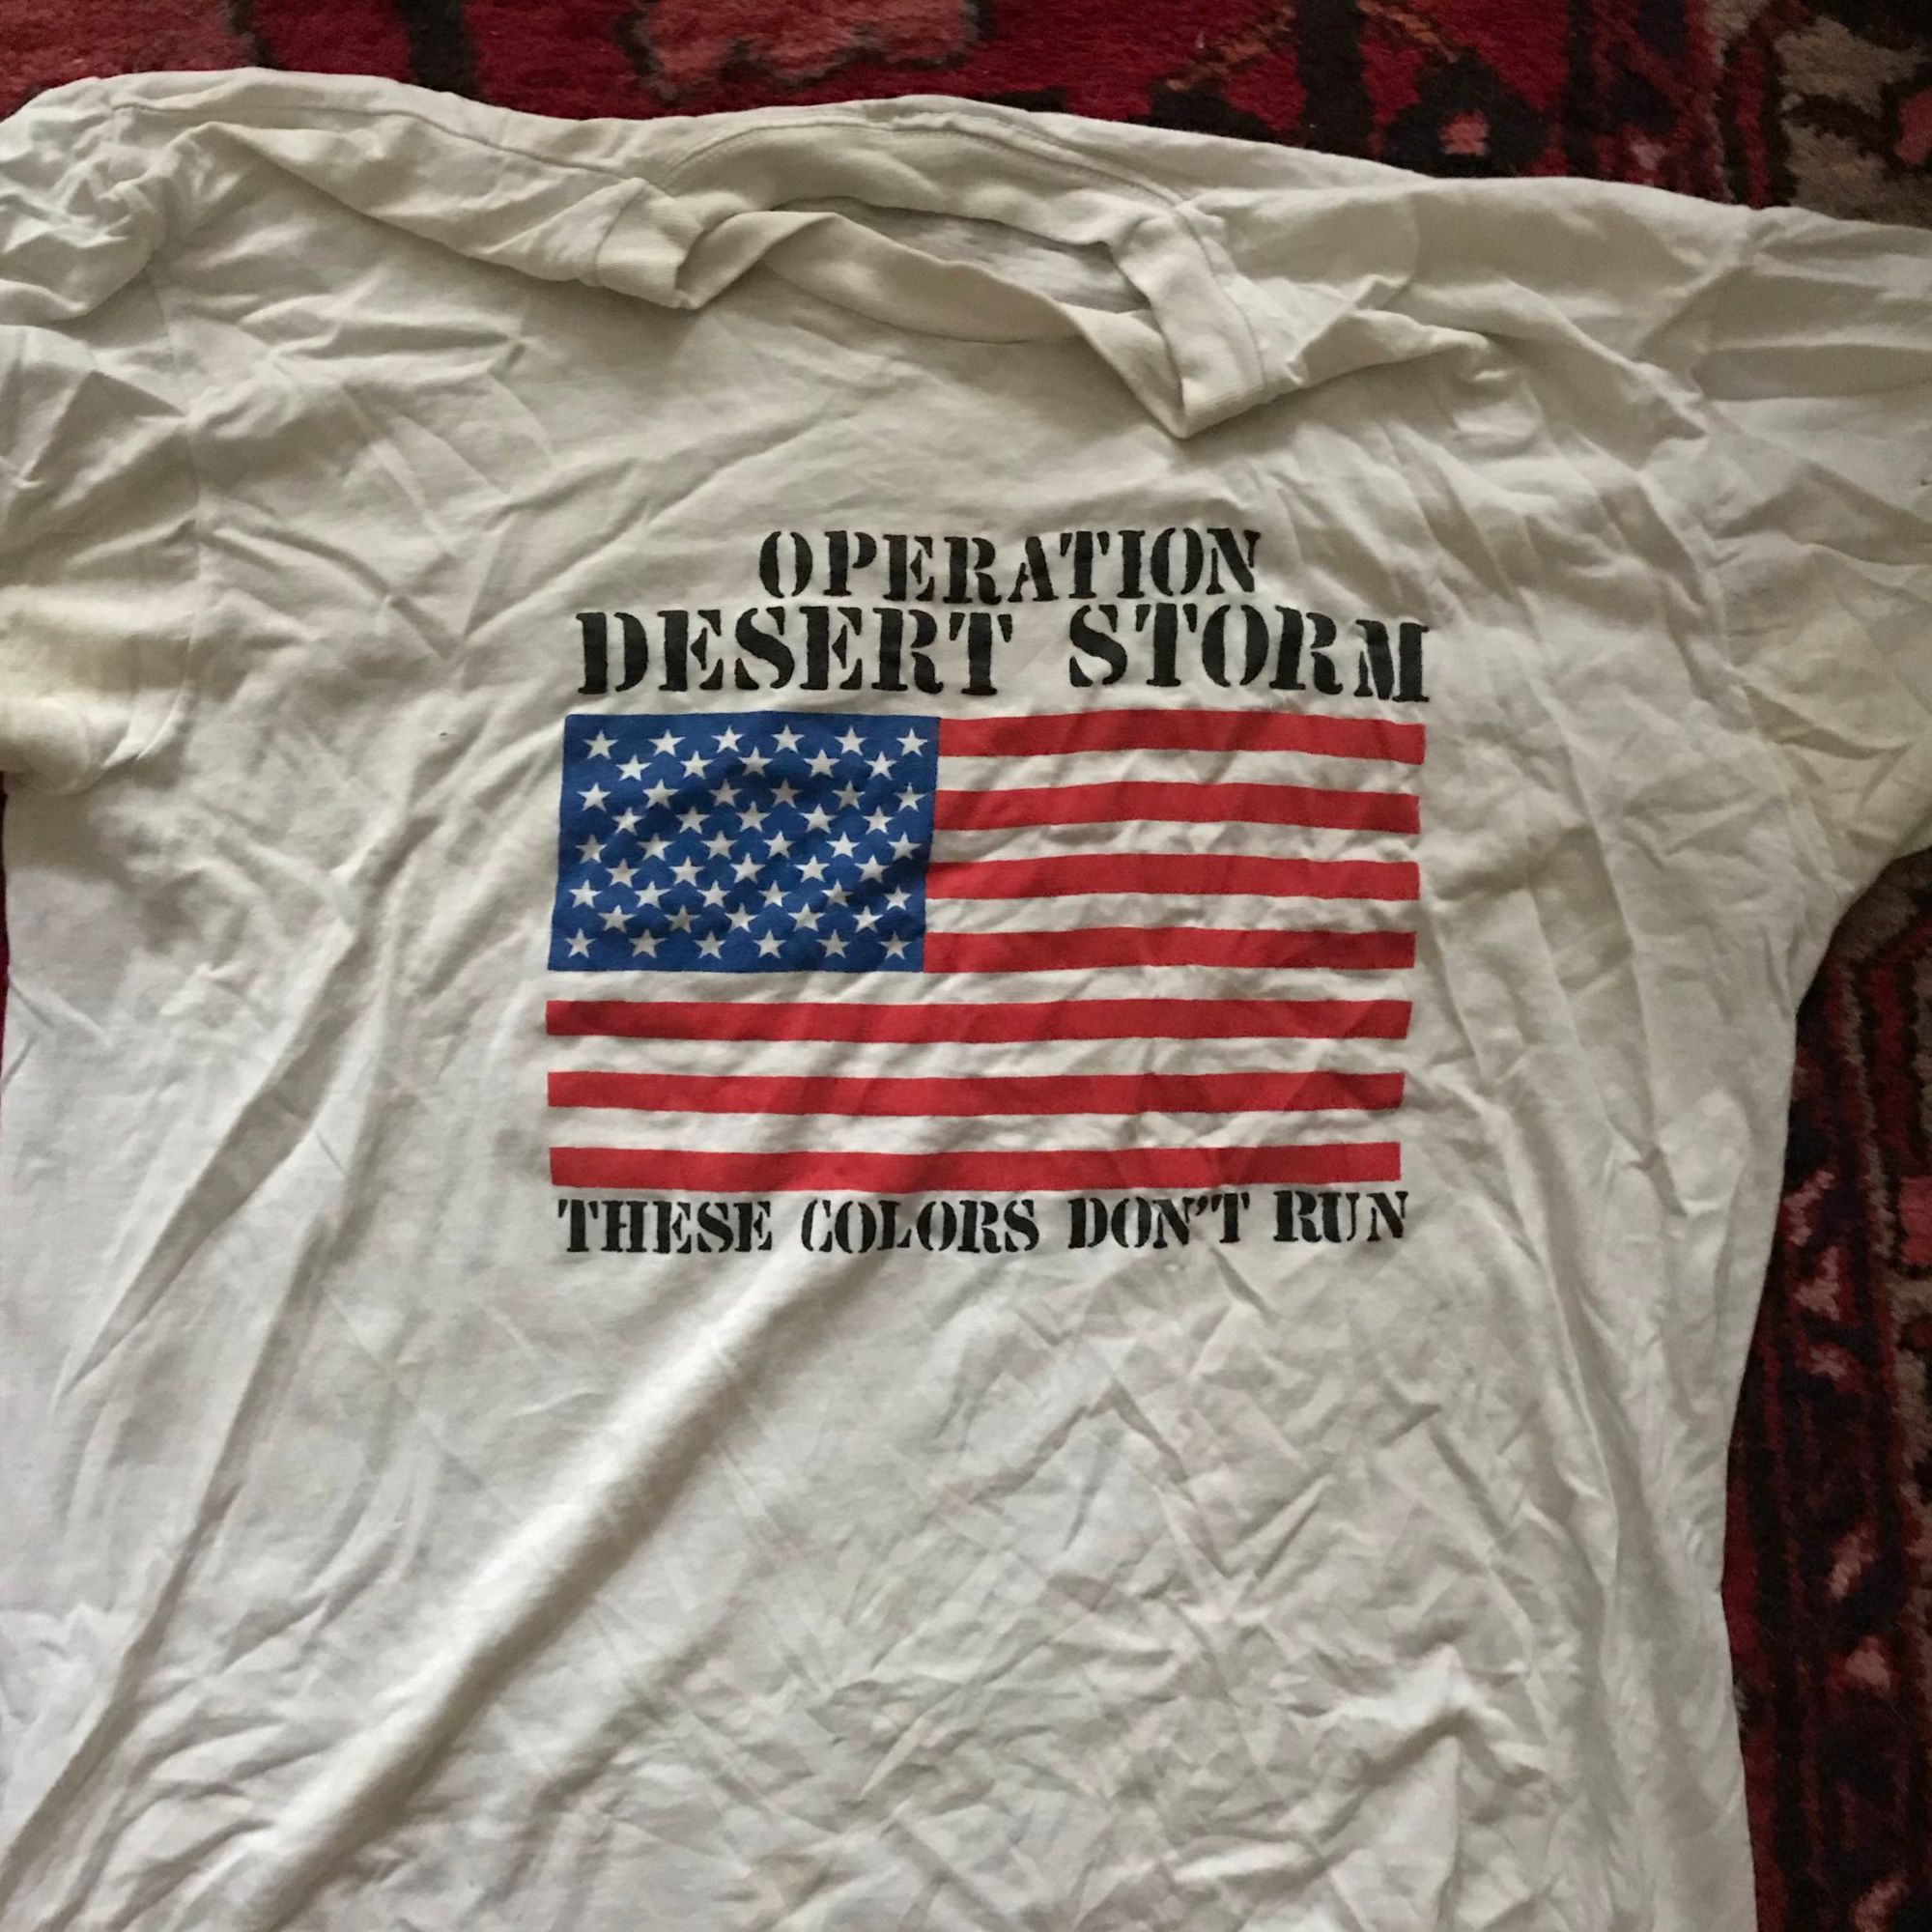 OPERATION
DESERT STORM
THESE COLORS DON'T RUN